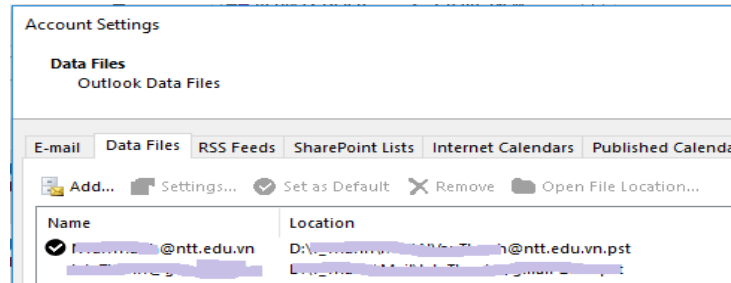 Account Settings
Data Files
Outlook Data Files
E-mail Data Files RSS Feeds SharePoint Lists Internet Calendars Published Calenda
Add... Settings... Set as Default Remove Open File Location...
Name Location
@ntt.edu.vn D:\ h@ntt.edu.vn.pst